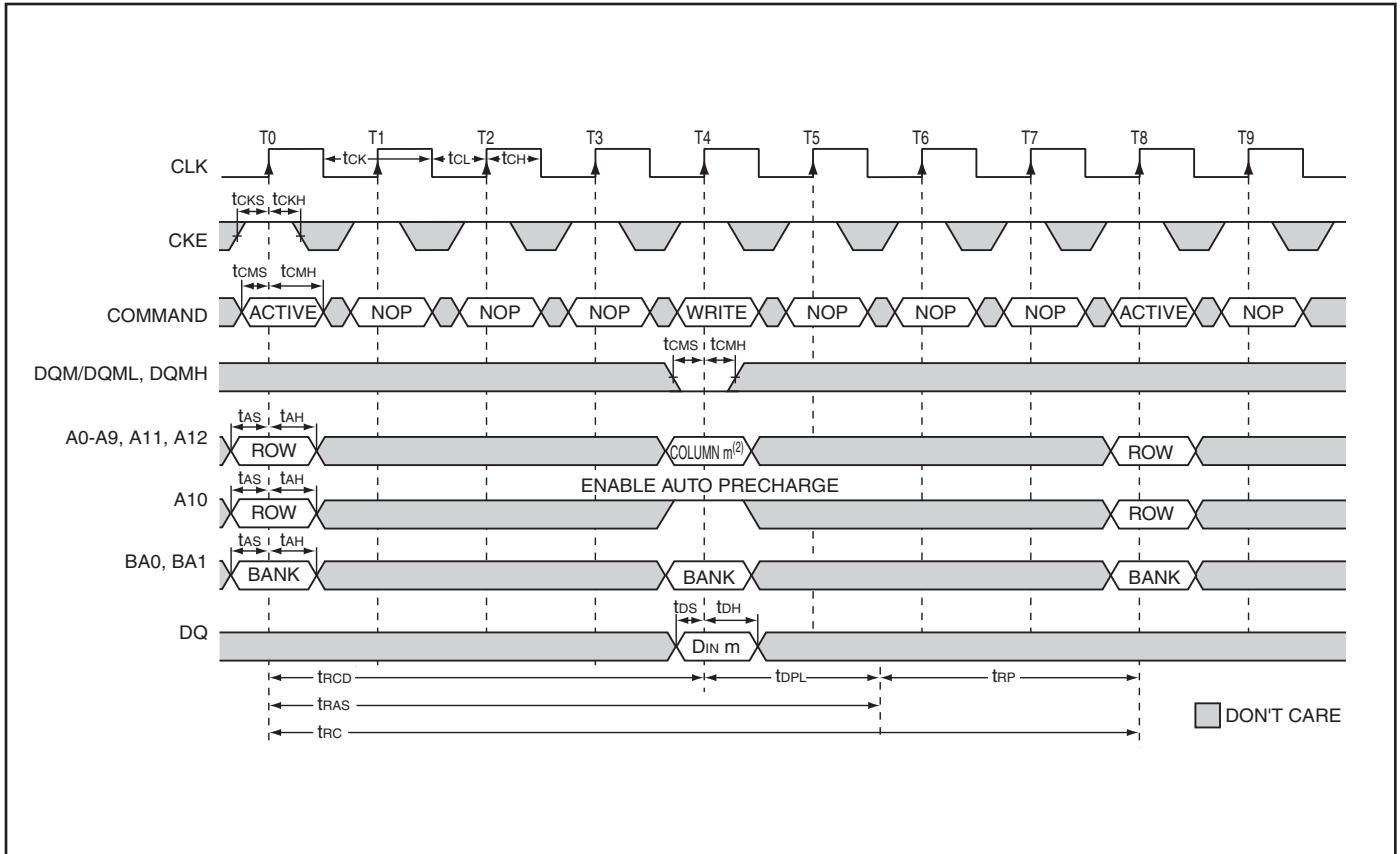 T0 T1 T2 T3 T4 T5 T6 T7 T8 T9
CLK
tCK tCL tCH
tCKS tCKH
CKE
tCMS tCMH
COMMAND ACTIVE NOP NOP NOP WRITE NOP NOP NOP ACTIVE NOP
tCMS tCMH
DQM/DQML, DQMH
tAS tAH
A0-A9, A11, A12 ROW COLUMN m(2) ROW
tAS tAH ENABLE AUTO PRECHARGE
A10 ROW ROW
tAS tAH
BA0, BA1 BANK BANK BANK
tDS tDH
DQ DIN m
tRCD tDPL tRP
tRAS
tRC
DON'T CARE